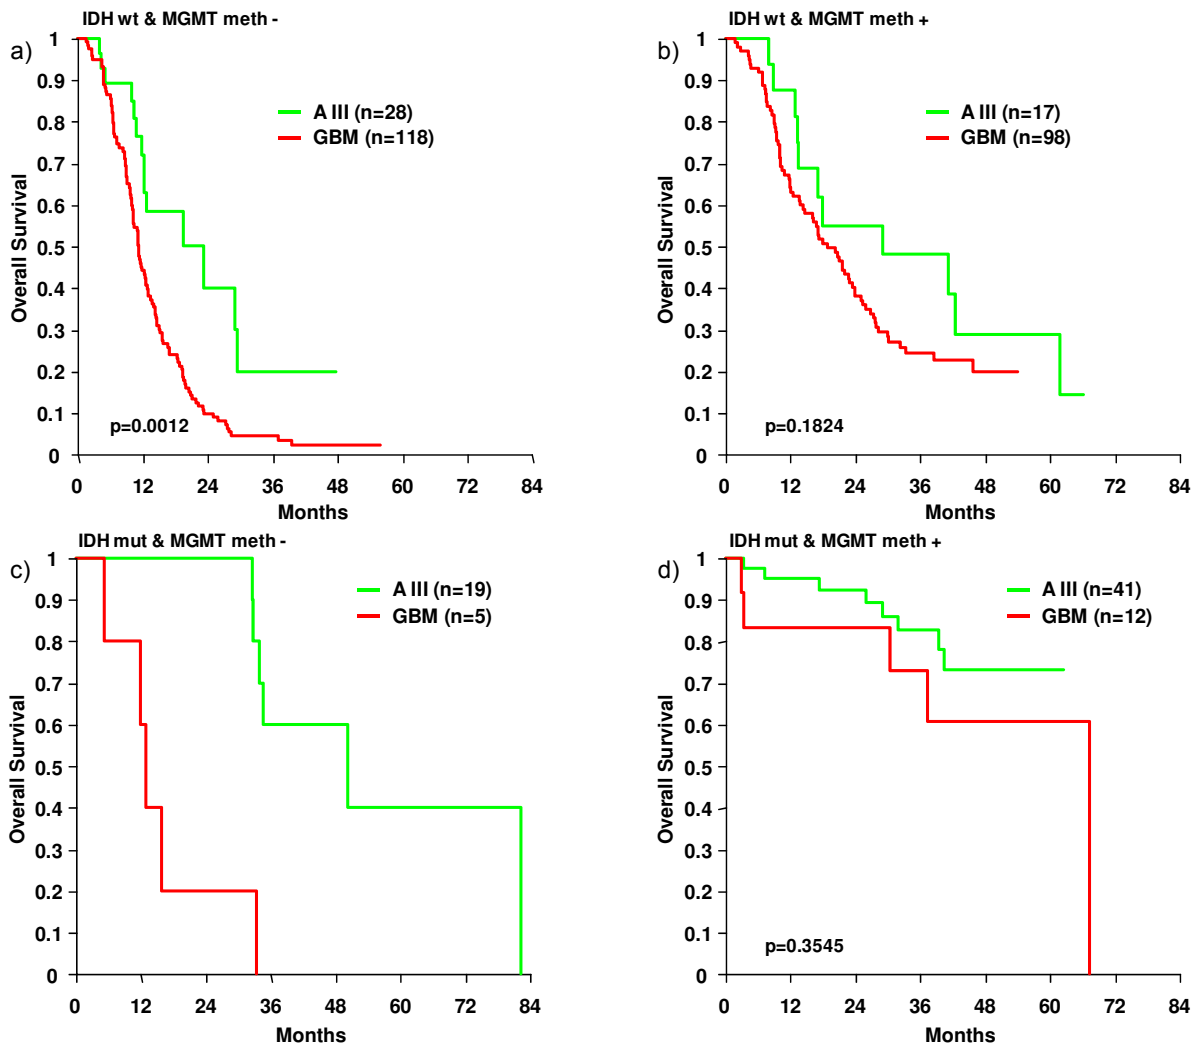 IDH wt & MGMT meth -
a)
1
0.9
0.8
0.7
0.6
0.5
0.4
0.3
0.2
0.1
0
Overall Survival
A III (n=28)
GBM (n=118)
p=0.0012
0 12 24 36 48 60 72 84
Months
IDH wt & MGMT meth +
b)
1
0.9
0.8
0.7
0.6
0.5
0.4
0.3
0.2
0.1
0
Overall Survival
A III (n=17)
GBM (n=98)
p=0.1824
0 12 24 36 48 60 72 84
Months
IDH mut & MGMT meth -
c)
1
0.9
0.8
0.7
0.6
0.5
0.4
0.3
0.2
0.1
0
Overall Survival
A III (n=19)
GBM (n=5)
0 12 24 36 48 60 72 84
Months
IDH mut & MGMT meth +
d)
1
0.9
0.8
0.7
0.6
0.5
0.4
0.3
0.2
0.1
0
Overall Survival
A III (n=41)
GBM (n=12)
p=0.3545
0 12 24 36 48 60 72 84
Months